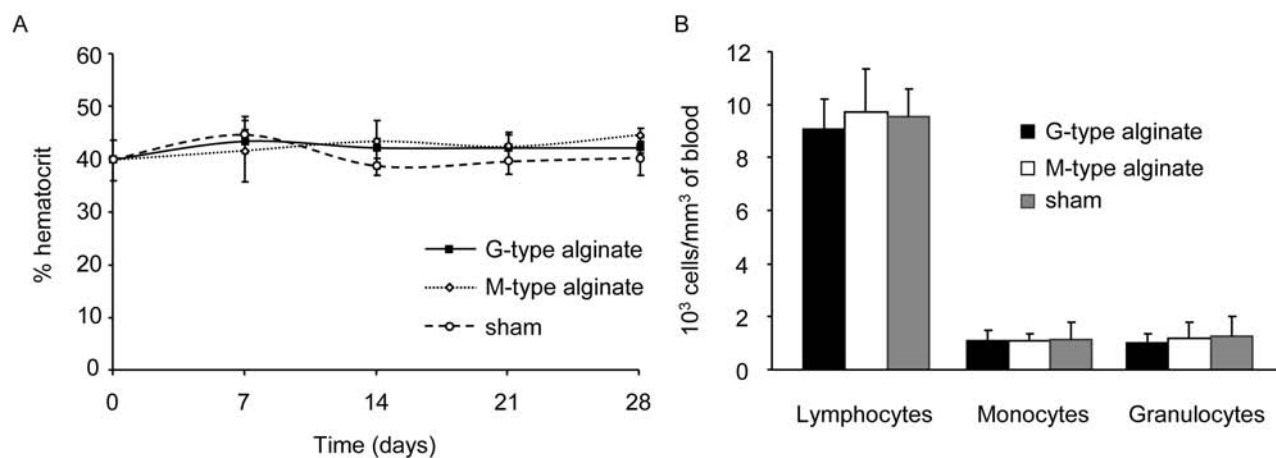 A
% hematocrit
60
50
40
30
20
10
0
G-type alginate
M-type alginate
sham
0 7 14 21 28
Time (days)
B
10³ cells/mm³ of blood
12
10
8
6
4
2
0
G-type alginate
M-type alginate
sham
Lymphocytes Monocytes Granulocytes